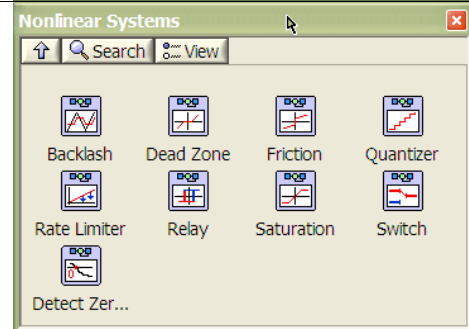 Nonlinear Systems
Search View
Backlash Dead Zone Friction Quantizer
Rate Limiter Relay Saturation Switch
Detect Zer...